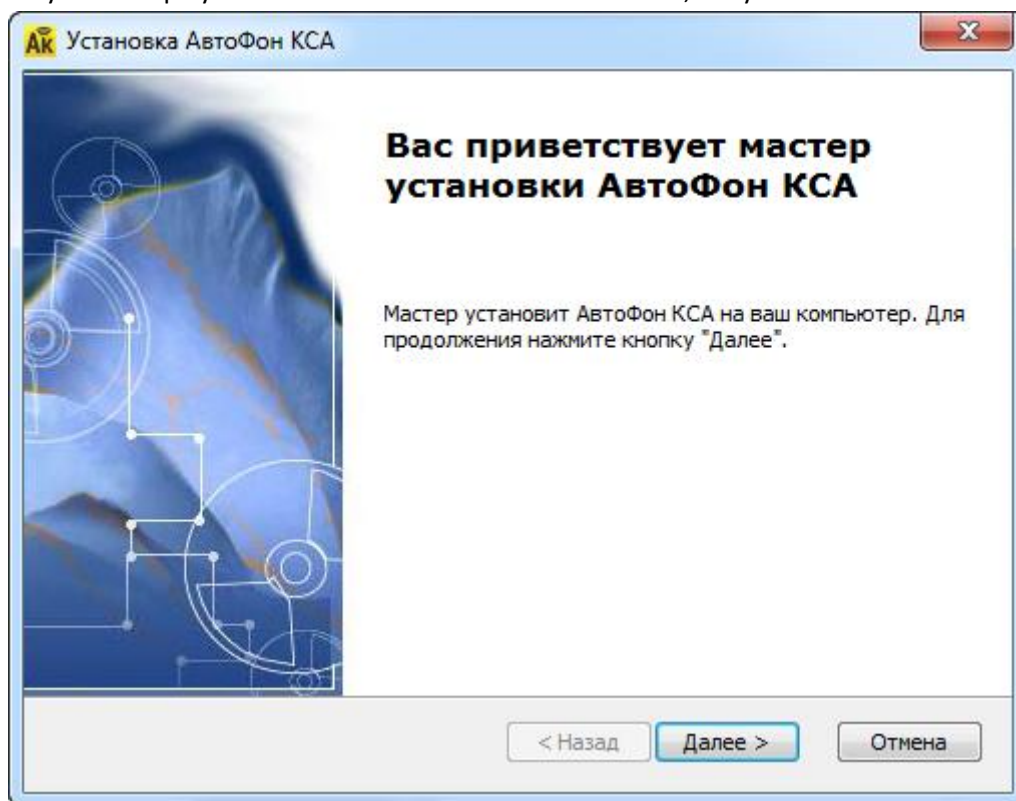 Ак Установка АвтоФон КСА
Вас приветствует мастер
установки АвтоФон КСА
Мастер установит АвтоФон КСА на ваш компьютер. Для
продолжения нажмите кнопку "Далее".
< Назад Далее > Отмена